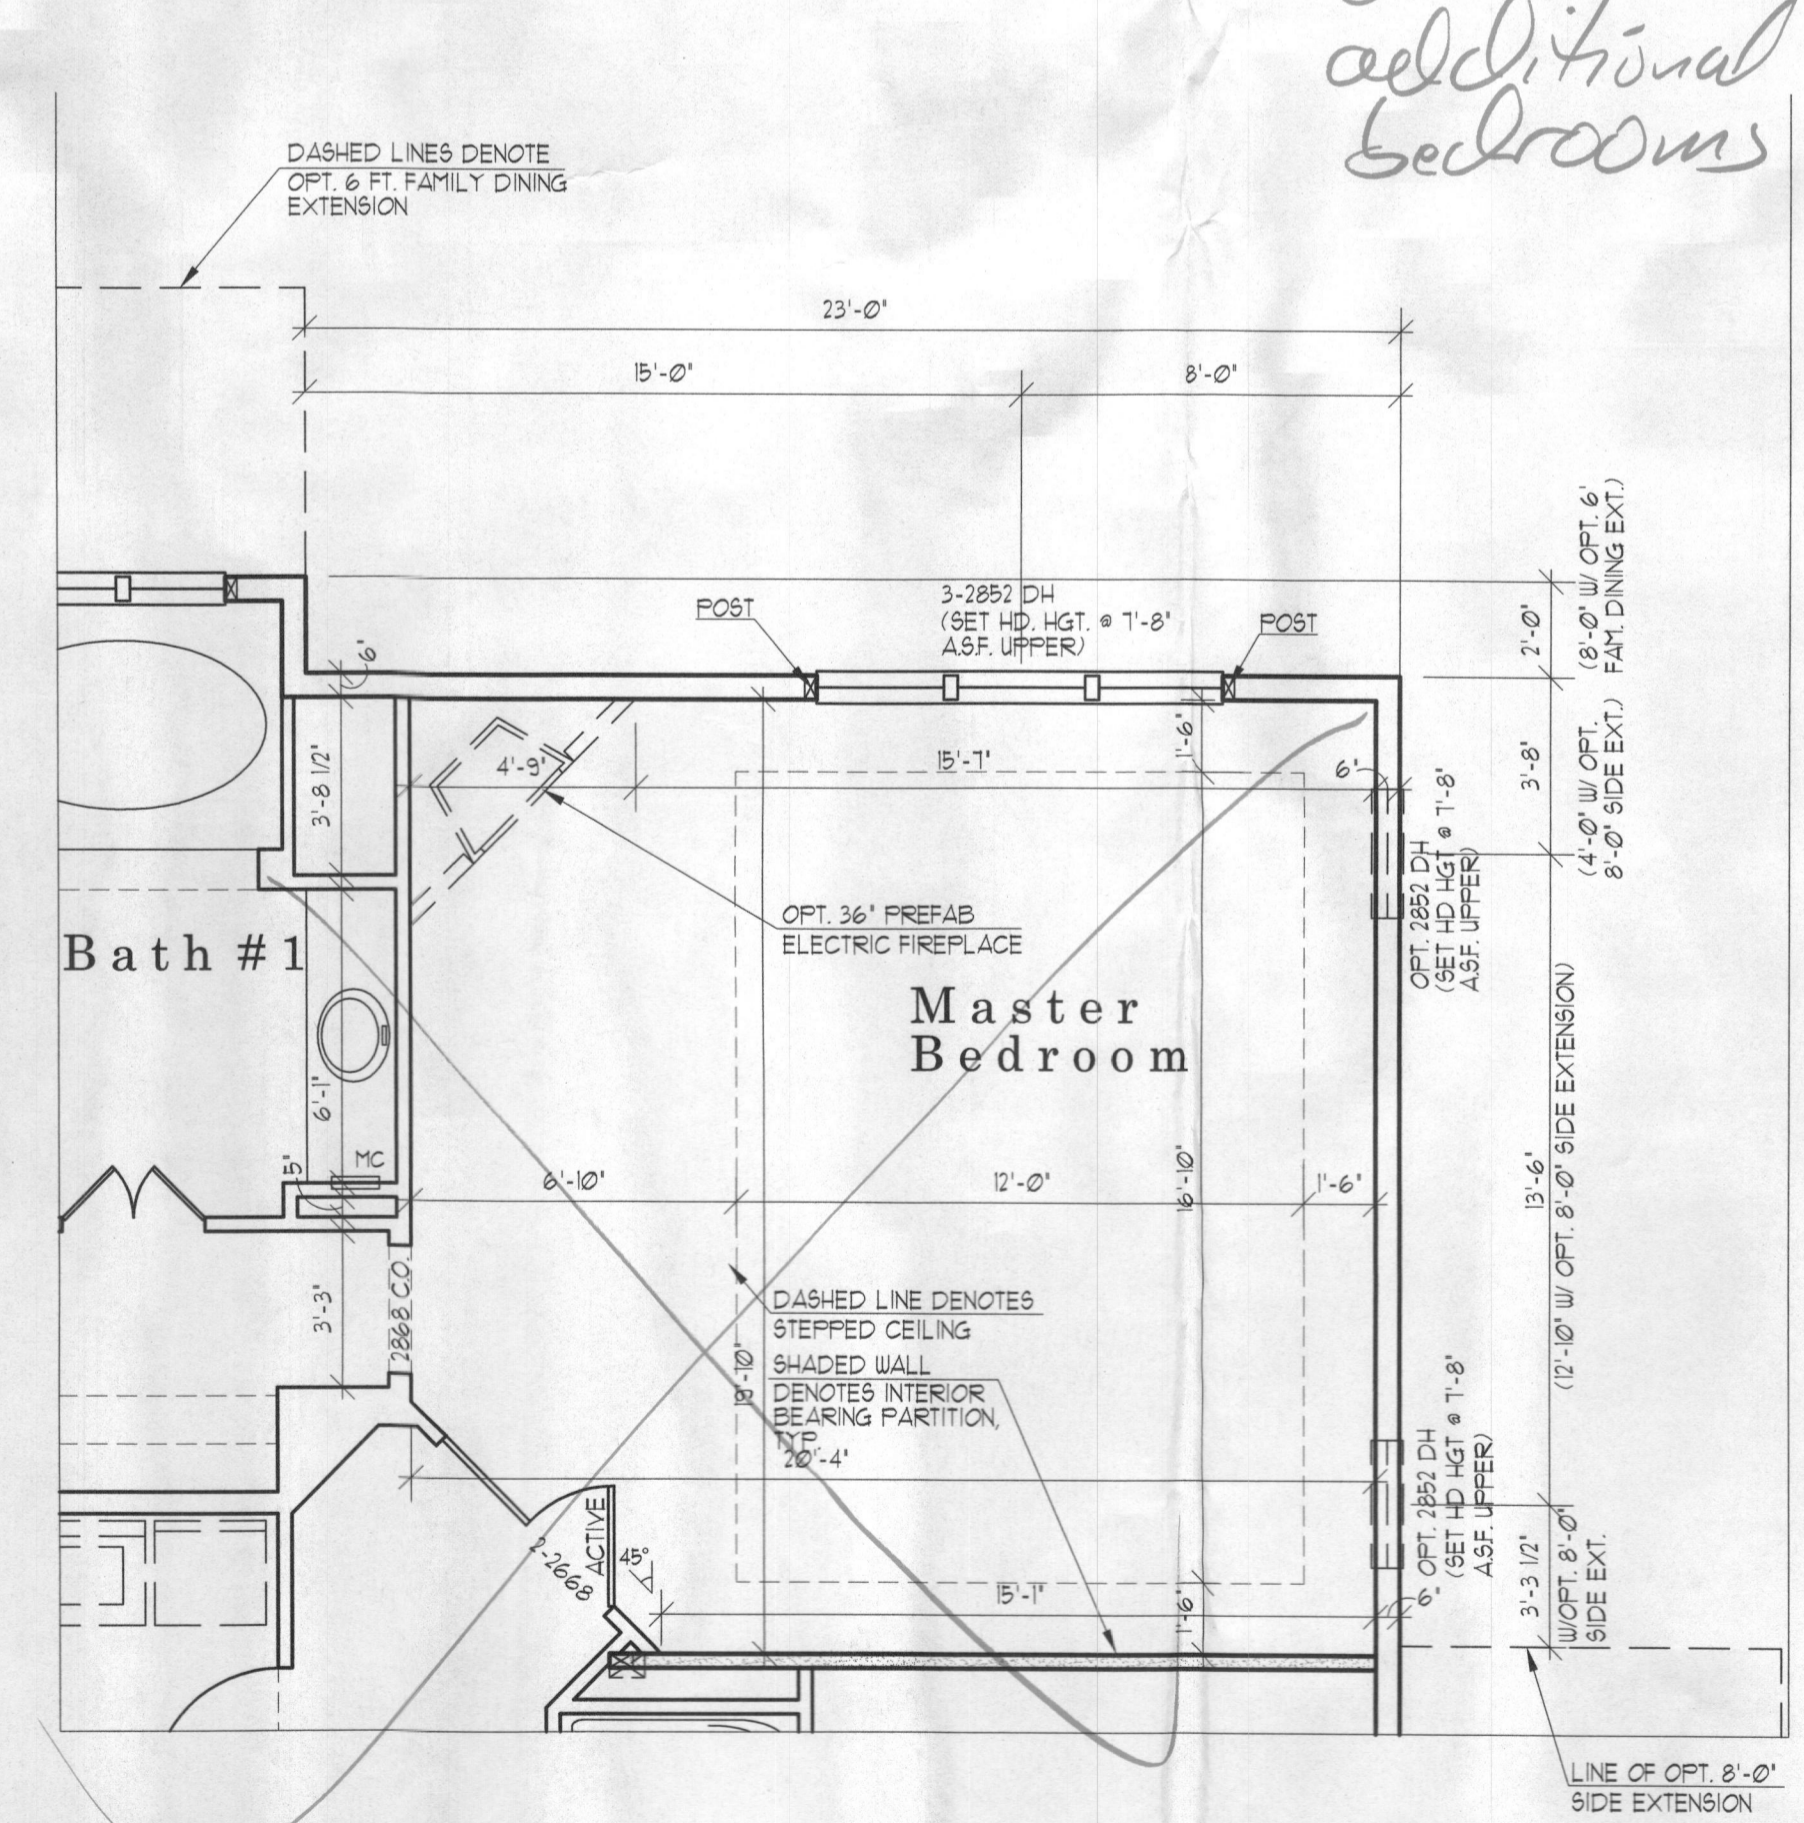 additional
bedrooms
DASHED LINES DENOTE
OPT. 6 FT. FAMILY DINING
EXTENSION
23'-0"
15'-0"
8'-0"
POST
3-2852 DH
(SET HD. HGT. @ 7'-8"
A.S.F. UPPER)
POST
2'-0"
(8'-0" W/ OPT. 6'
FAM. DINING EXT.)
6"
3'-8 1/2"
4'-9"
15'-7"
1'-6"
6"
3'-8"
(4'-0" W/ OPT.
8'-0" SIDE EXT.)
OPT. 2852 DH
(SET HD HGT @ 7'-8"
A.S.F. UPPER)
OPT. 36" PREFAB
ELECTRIC FIREPLACE
Bath #1
Master
Bedroom
6'-1"
5"
MC
6'-10"
12'-0"
16'-10"
1'-6"
13'-6"
(12'-10" W/ OPT. 8'-0" SIDE EXTENSION)
3'-3"
2868 C.O.
DASHED LINE DENOTES
STEPPED CEILING
SHADED WALL
DENOTES INTERIOR
BEARING PARTITION,
TYP.
20'-4"
OPT. 2852 DH
(SET HD HGT @ 7'-8"
A.S.F. UPPER)
ACTIVE
2-2668
45°
15'-1"
1'-6"
6"
3'-3 1/2"
W/OPT. 8'-0"
SIDE EXT.
LINE OF OPT. 8'-0"
SIDE EXTENSION